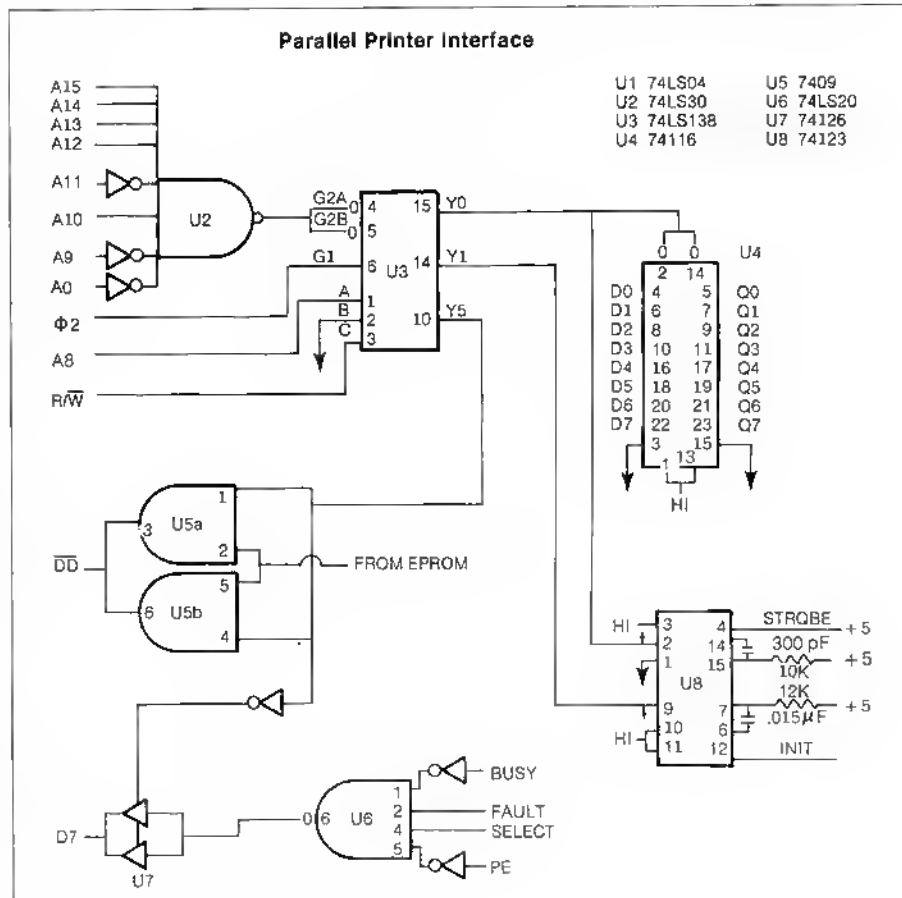 Parallel Printer Interface
U1 74LS04 U5 7409
U2 74LS30 U6 74LS20
U3 74LS138 U7 74126
U4 74116 U8 74123
A15
A14
A13
A12
A11
A10
A9
A0
Φ2
A8
R/W̅
U2
G2A
G2B
G1
A
B
C
0 4
0 5
6
1
2
3
U3
15 Y0
14 Y1
10 Y5
0 0 U4
2 14
D0 4 5 Q0
D1 6 7 Q1
D2 8 9 Q2
D3 10 11 Q3
D4 16 17 Q4
D5 18 19 Q5
D6 20 21 Q6
D7 22 23 Q7
3 15
1 13
HI
1
3 U5a
2
D̅D̅
FROM EPROM
5
6 U5b
4
HI 3
2
1
9
HI 10
11
U8
4 STROBE +5
14 300 pF
15 10K +5
12K
7 .015µF +5
6
12 INIT
BUSY
1
FAULT
2
SELECT
4
5
PE
0 6 U6
D7
U7